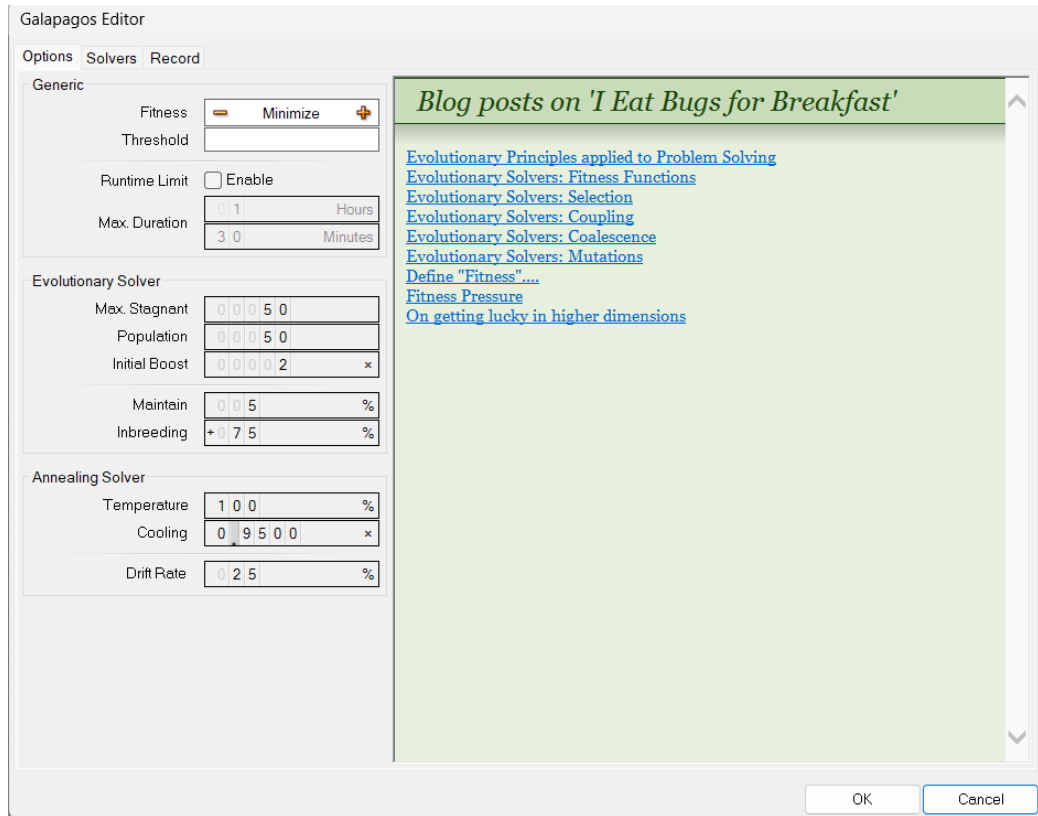 Galapagos Editor
Options Solvers Record
Generic
Fitness Minimize
Threshold
Runtime Limit Enable
Max. Duration 0 1 Hours
3 0 Minutes
Evolutionary Solver
Max. Stagnant 0 0 0 5 0
Population 0 0 0 5 0
Initial Boost 0 0 0 0 2 ×
Maintain 0 0 5 %
Inbreeding + 0 7 5 %
Annealing Solver
Temperature 1 0 0 %
Cooling 0 . 9 5 0 0 ×
Drift Rate 0 2 5 %
Blog posts on 'I Eat Bugs for Breakfast'
Evolutionary Principles applied to Problem Solving
Evolutionary Solvers: Fitness Functions
Evolutionary Solvers: Selection
Evolutionary Solvers: Coupling
Evolutionary Solvers: Coalescence
Evolutionary Solvers: Mutations
Define "Fitness"....
Fitness Pressure
On getting lucky in higher dimensions
OK Cancel